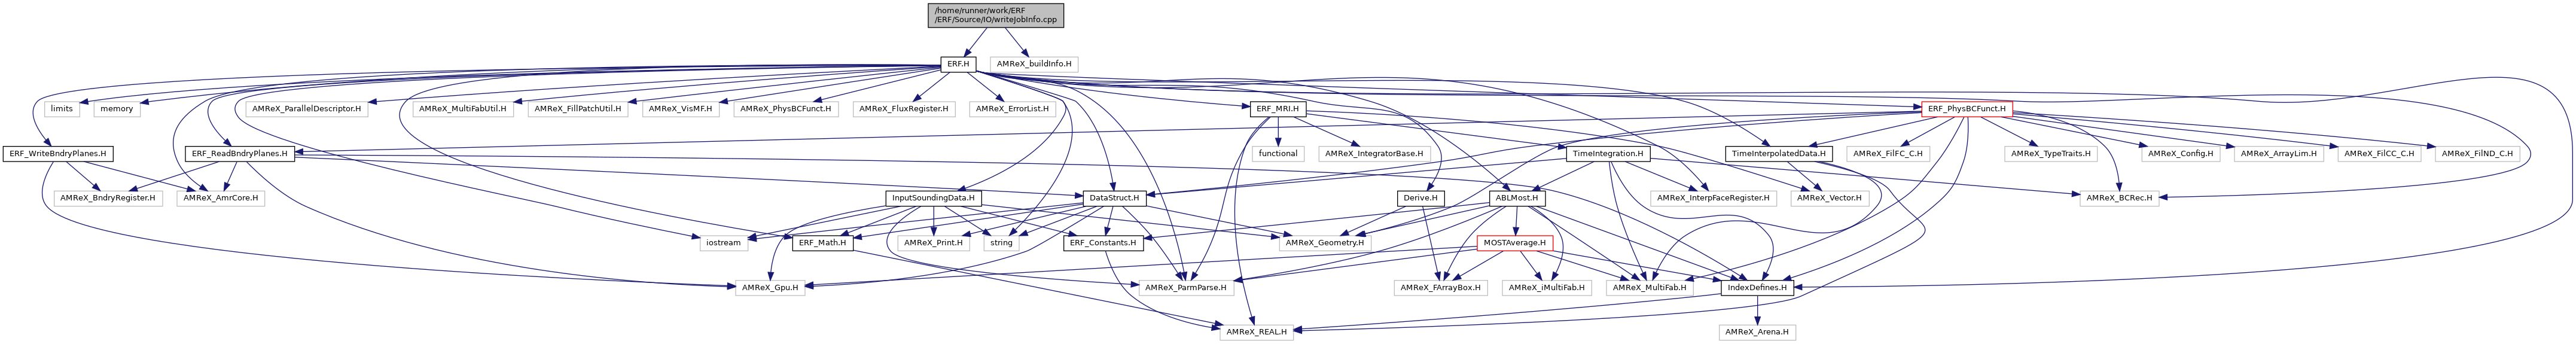 /home/runner/work/ERF
/ERF/Source/IO/writeJobInfo.cpp
ERF.H
AMReX_buildInfo.H
limits
memory
AMReX_ParallelDescriptor.H
AMReX_MultiFabUtil.H
AMReX_FillPatchUtil.H
AMReX_VisMF.H
AMReX_PhysBCFunct.H
AMReX_FluxRegister.H
AMReX_ErrorList.H
ERF_MRI.H
ERF_PhysBCFunct.H
ERF_WriteBndryPlanes.H
ERF_ReadBndryPlanes.H
functional
AMReX_IntegratorBase.H
TimeIntegration.H
TimeInterpolatedData.H
AMReX_FilFC_C.H
AMReX_TypeTraits.H
AMReX_Config.H
AMReX_ArrayLim.H
AMReX_FilCC_C.H
AMReX_FilND_C.H
AMReX_BndryRegister.H
AMReX_AmrCore.H
InputSoundingData.H
DataStruct.H
Derive.H
ABLMost.H
AMReX_InterpFaceRegister.H
AMReX_Vector.H
AMReX_BCRec.H
iostream
ERF_Math.H
AMReX_Print.H
string
ERF_Constants.H
AMReX_Geometry.H
MOSTAverage.H
AMReX_Gpu.H
AMReX_ParmParse.H
AMReX_FArrayBox.H
AMReX_iMultiFab.H
AMReX_MultiFab.H
IndexDefines.H
AMReX_REAL.H
AMReX_Arena.H